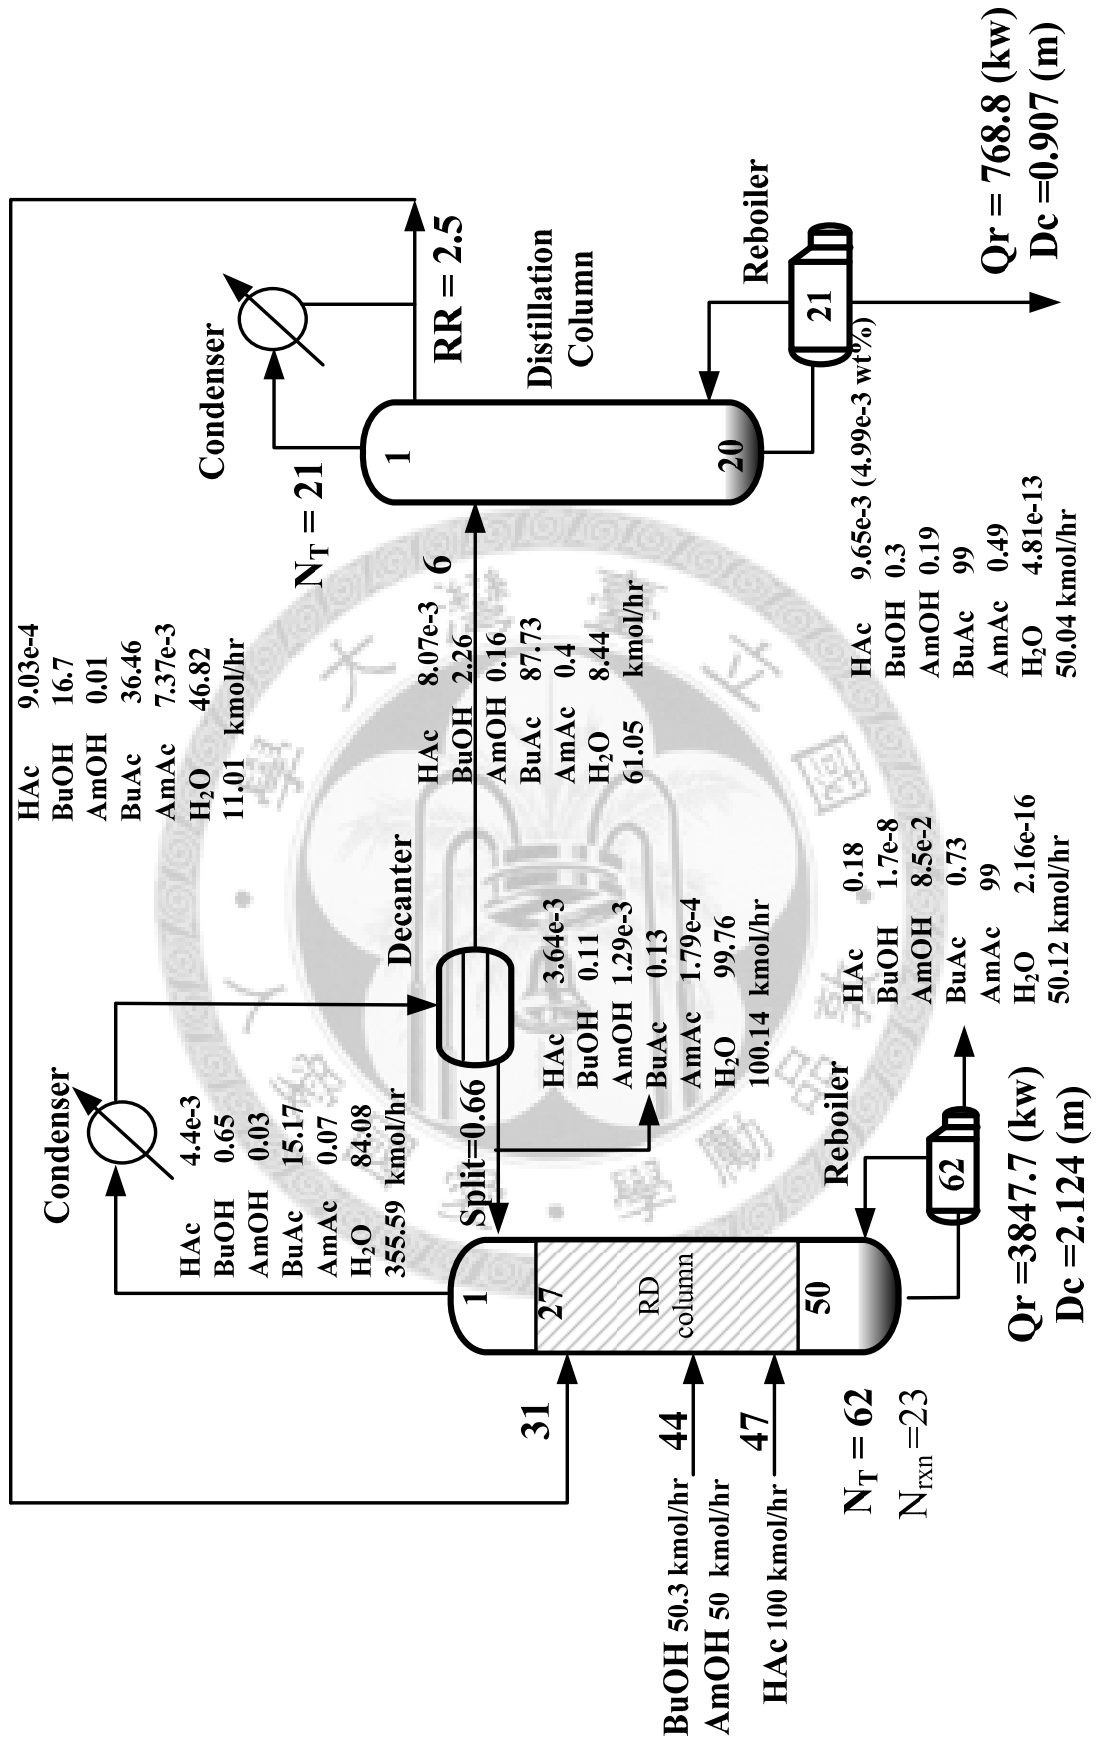 Condenser
HAc 4.4e-3
BuOH 0.65
AmOH 0.03
BuAc 15.17
AmAc 0.07
H₂O 84.08
355.59 kmol/hr
HAc 9.03e-4
BuOH 16.7
AmOH 0.01
BuAc 36.46
AmAc 7.37e-3
H₂O 46.82
11.01 kmol/hr
Condenser
N_T = 21
RR = 2.5
Decanter
Split=0.66
HAc 8.07e-3
BuOH 2.26
AmOH 0.16
BuAc 87.73
AmAc 0.4
H₂O 8.44
61.05 kmol/hr
6
1
20
Distillation
Column
HAc 3.64e-3
BuOH 0.11
AmOH 1.29e-3
BuAc 0.13
AmAc 1.79e-4
H₂O 99.76
100.14 kmol/hr
1
27
RD
column
50
31
44
47
BuOH 50.3 kmol/hr
AmOH 50 kmol/hr
HAc 100 kmol/hr
N_T = 62
N_rxn =23
Reboiler
62
HAc 0.18
BuOH 1.7e-8
AmOH 8.5e-2
BuAc 0.73
AmAc 99
H₂O 2.16e-16
50.12 kmol/hr
Qr =3847.7 (kw)
Dc =2.124 (m)
Reboiler
21
HAc 9.65e-3 (4.99e-3 wt%)
BuOH 0.3
AmOH 0.19
BuAc 99
AmAc 0.49
H₂O 4.81e-13
50.04 kmol/hr
Qr = 768.8 (kw)
Dc =0.907 (m)